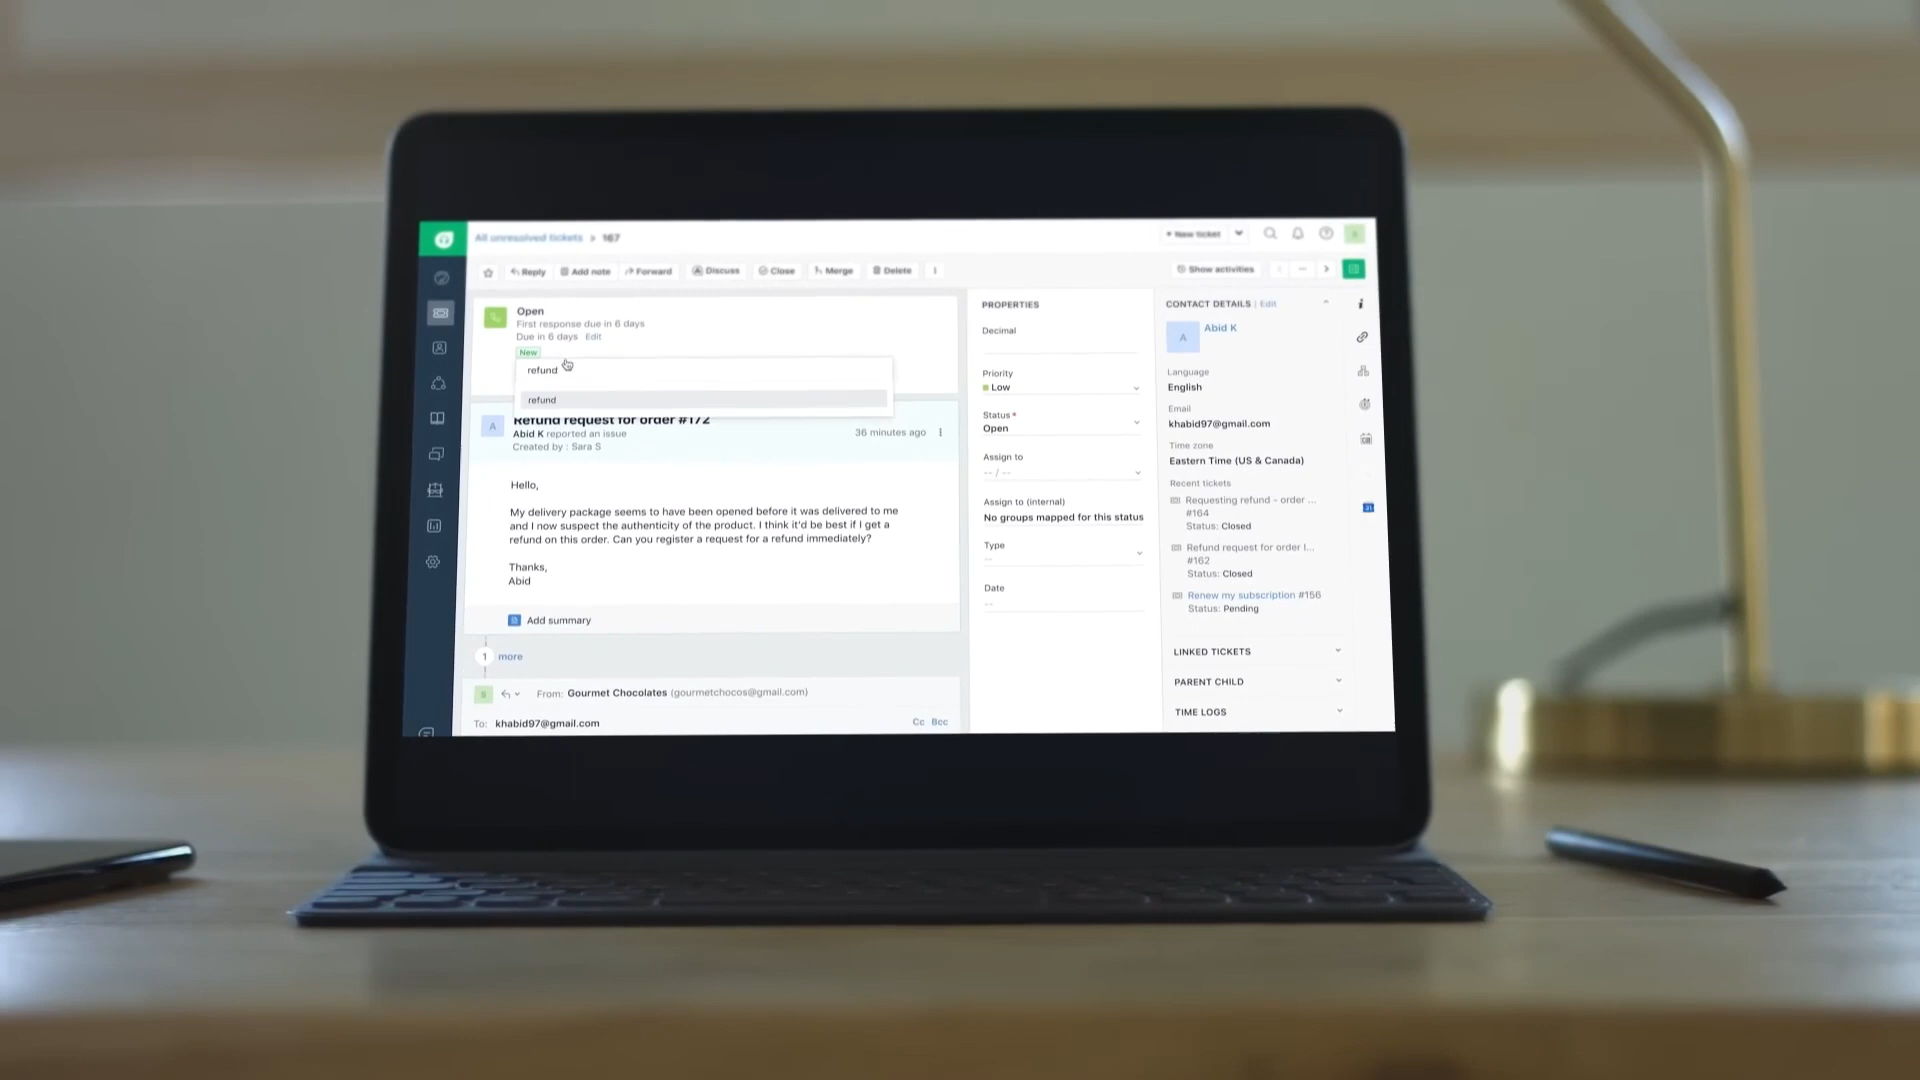 All unresolved tickets > 167
New ticket
Reply
Add note
Forward
Discuss
Close
Merge
Delete
Show activities
Open
First response due in 6 days
Due in 6 days Edit
New
refund
refund
A
Refund request for order #172
Abid K reported an issue
36 minutes ago
Created by : Sara S
Hello,
My delivery package seems to have been opened before it was delivered to me
and I now suspect the authenticity of the product. I think it'd be best if I get a
refund on this order. Can you register a request for a refund immediately?
Thanks,
Abid
Add summary
1 more
S
From: Gourmet Chocolates (gourmetchocos@gmail.com)
To: khabid97@gmail.com
Cc Bcc
PROPERTIES
Decimal
Priority
Low
Status *
Open
Assign to
-- / --
Assign to (internal)
No groups mapped for this status
Type
--
Date
--
CONTACT DETAILS | Edit
A
Abid K
Language
English
Email
khabid97@gmail.com
Time zone
Eastern Time (US & Canada)
Recent tickets
Requesting refund - order ...
#164
Status: Closed
Refund request for order I...
#162
Status: Closed
Renew my subscription #156
Status: Pending
LINKED TICKETS
PARENT CHILD
TIME LOGS